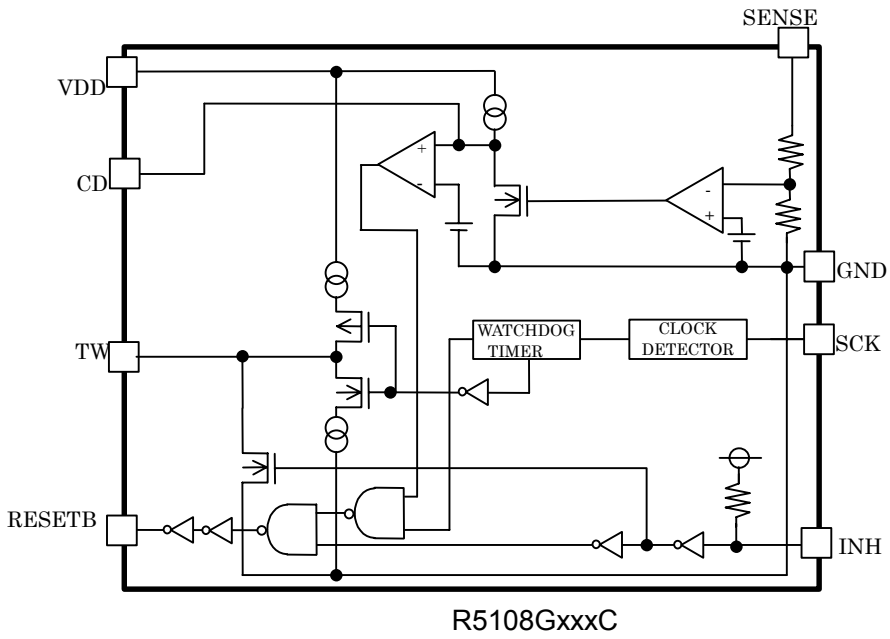 SENSE
VDD
CD
+
-
-
+
GND
TW
WATCHDOG
TIMER
CLOCK
DETECTOR
SCK
RESETB
INH
R5108GxxxC